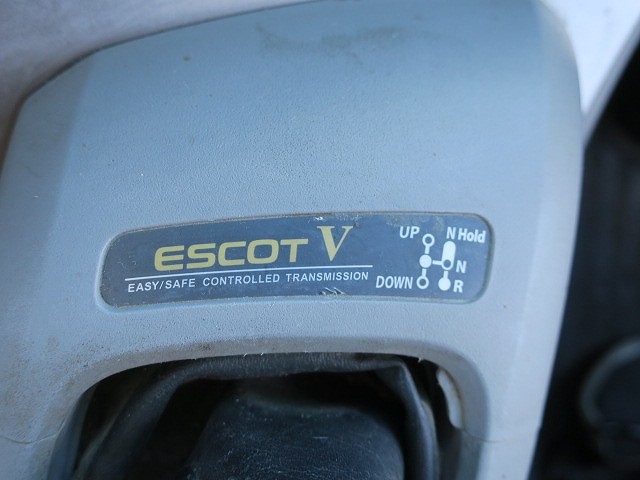 ESCOT V
EASY/SAFE CONTROLLED TRANSMISSION
UP N Hold
N
DOWN R